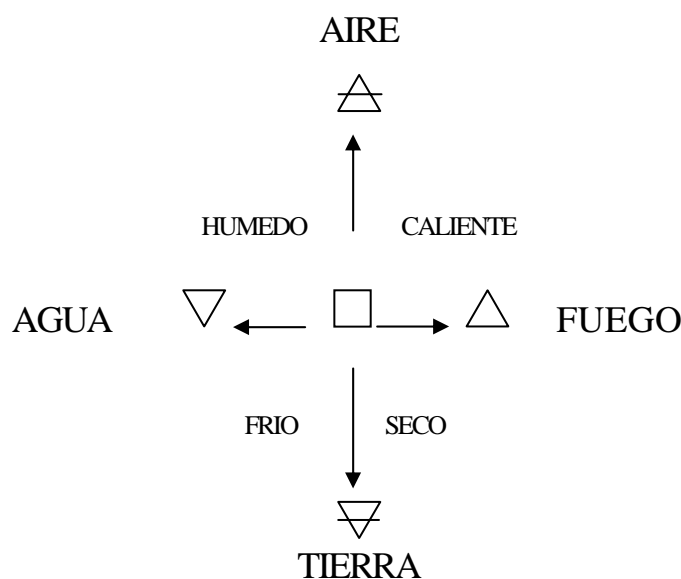 AIRE
HUMEDO CALIENTE
AGUA FUEGO
FRIO SECO
TIERRA